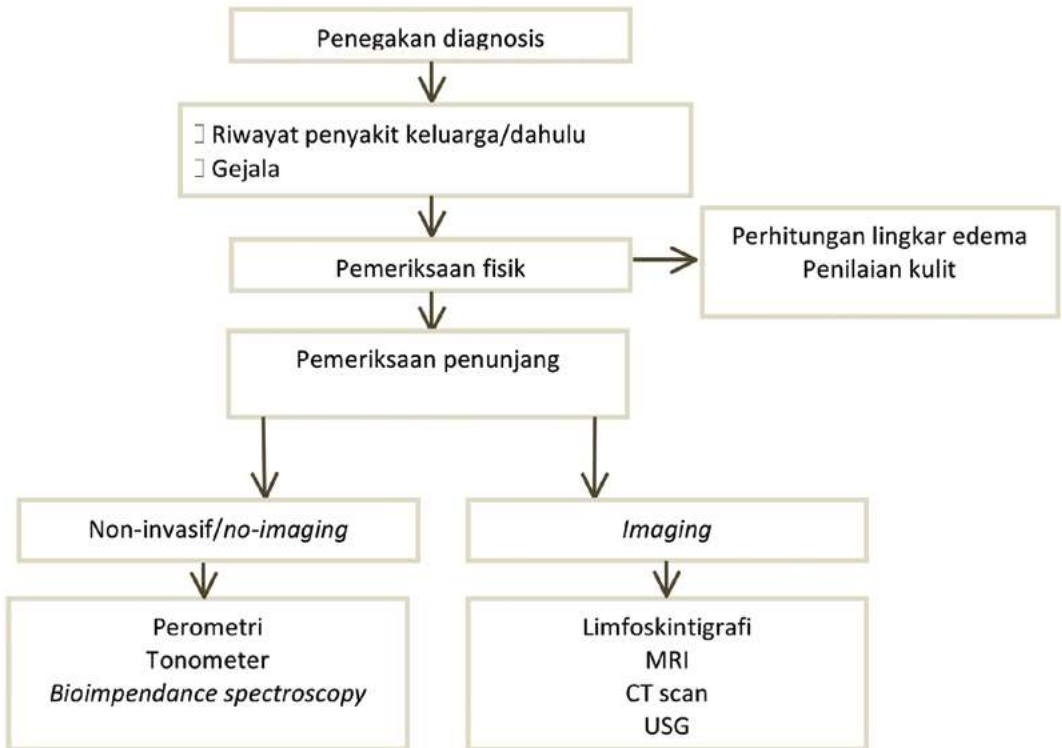 Penegakan diagnosis
Riwayat penyakit keluarga/dahulu
Gejala
Pemeriksaan fisik
Perhitungan lingkar edema
Penilaian kulit
Pemeriksaan penunjang
Non-invasif/no-imaging
Imaging
Perometri
Tonometer
Bioimpendance spectroscopy
Limfoskintigrafi
MRI
CT scan
USG